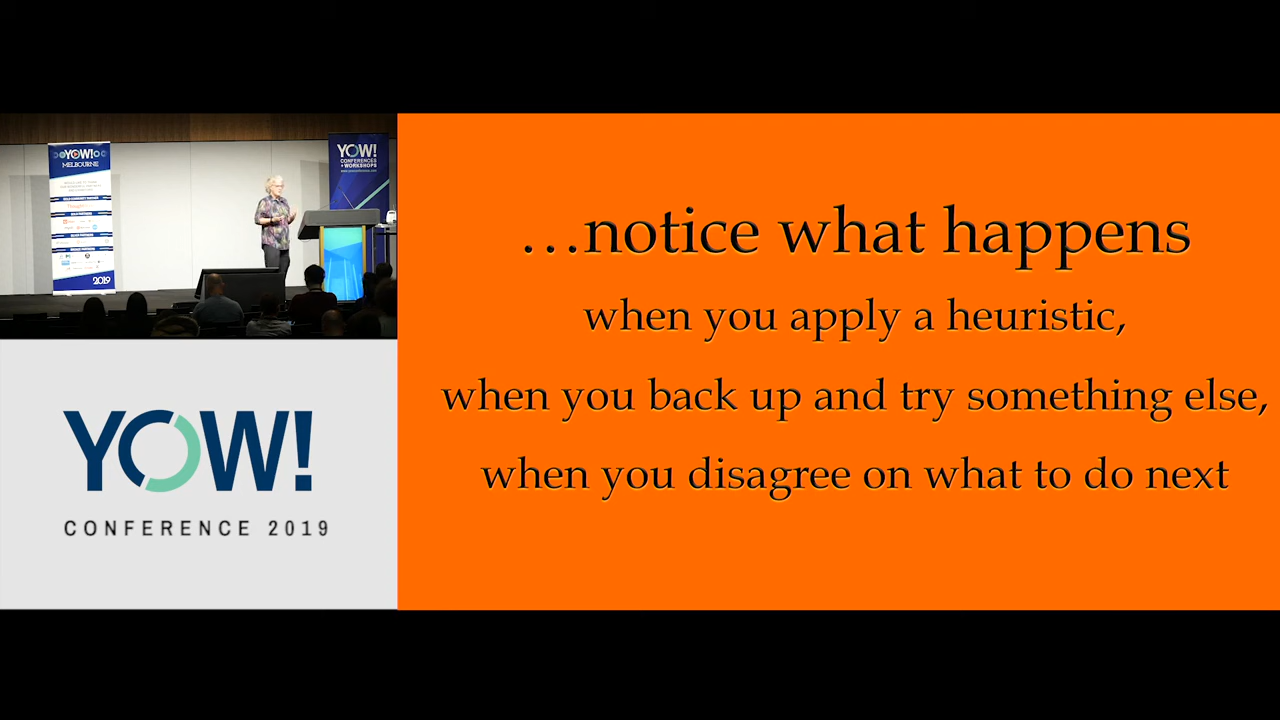 YOW!
MELBOURNE
2019
YOW!
CONFERENCES
+ WORKSHOPS
YOW!
CONFERENCE 2019
...notice what happens
when you apply a heuristic,
when you back up and try something else,
when you disagree on what to do next